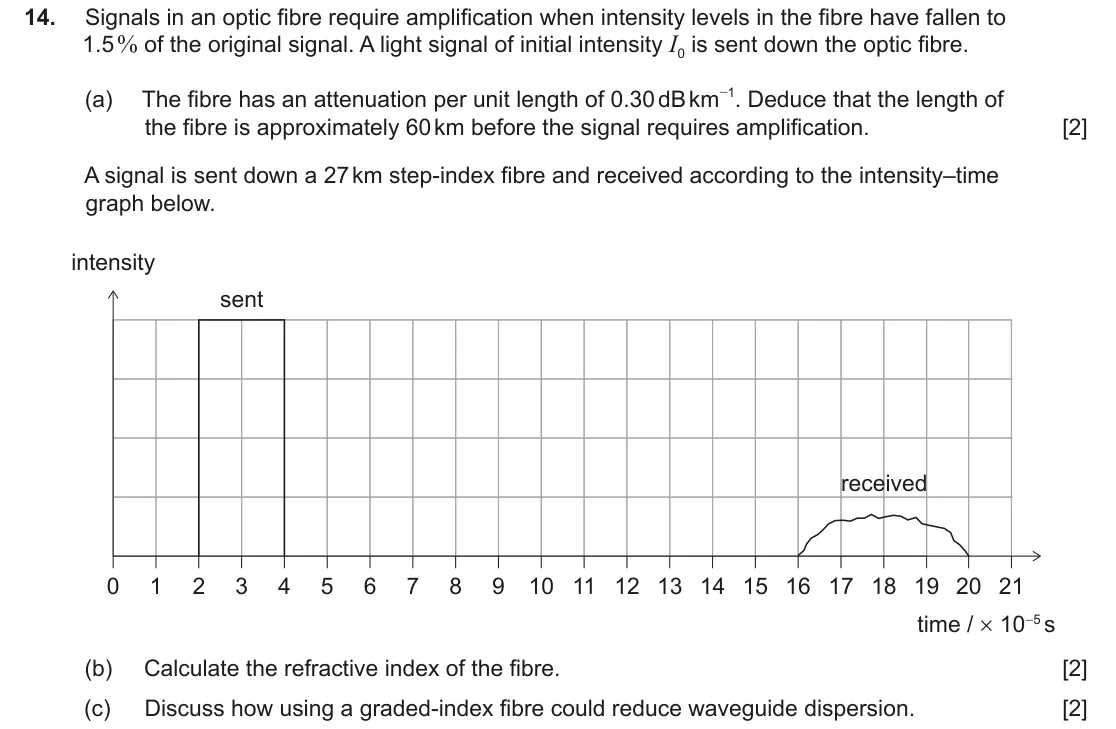 14. Signals in an optic fibre require amplification when intensity levels in the fibre have fallen to
1.5% of the original signal. A light signal of initial intensity I₀ is sent down the optic fibre.
(a) The fibre has an attenuation per unit length of 0.30 dB km⁻¹. Deduce that the length of
the fibre is approximately 60 km before the signal requires amplification. [2]
A signal is sent down a 27 km step-index fibre and received according to the intensity–time
graph below.
intensity
sent
received
0 1 2 3 4 5 6 7 8 9 10 11 12 13 14 15 16 17 18 19 20 21
time / × 10⁻⁵ s
(b) Calculate the refractive index of the fibre. [2]
(c) Discuss how using a graded-index fibre could reduce waveguide dispersion. [2]